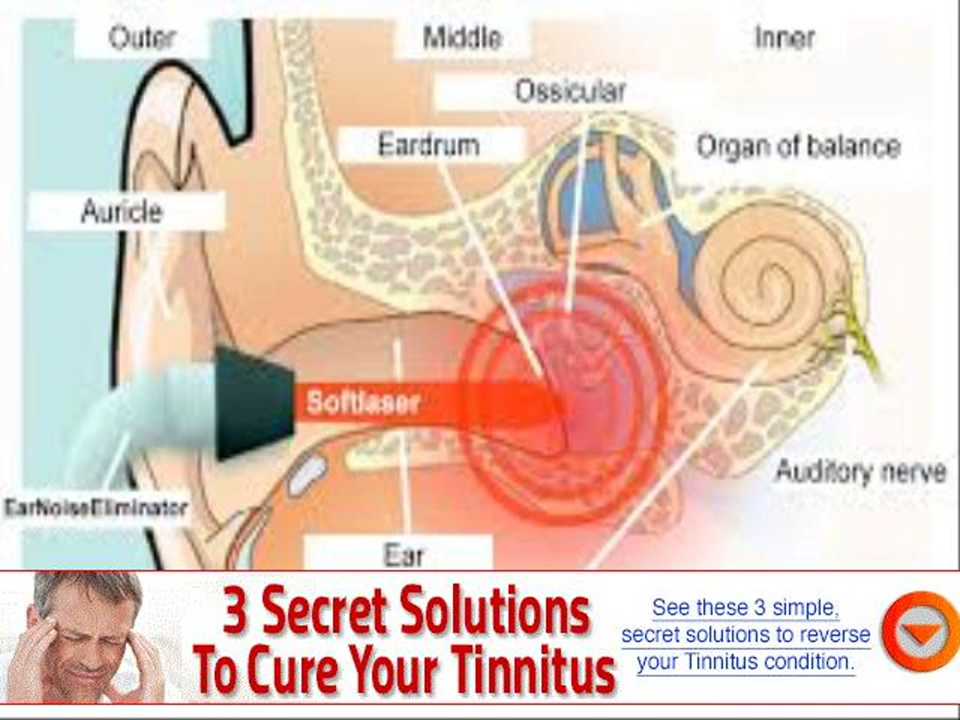 Outer
Middle
Inner
Ossicular
Eardrum
Organ of balance
Auricle
Softlaser
Auditory nerve
EarNoiseEliminator
Ear
3 Secret Solutions
To Cure Your Tinnitus
See these 3 simple,
secret solutions to reverse
your Tinnitus condition.